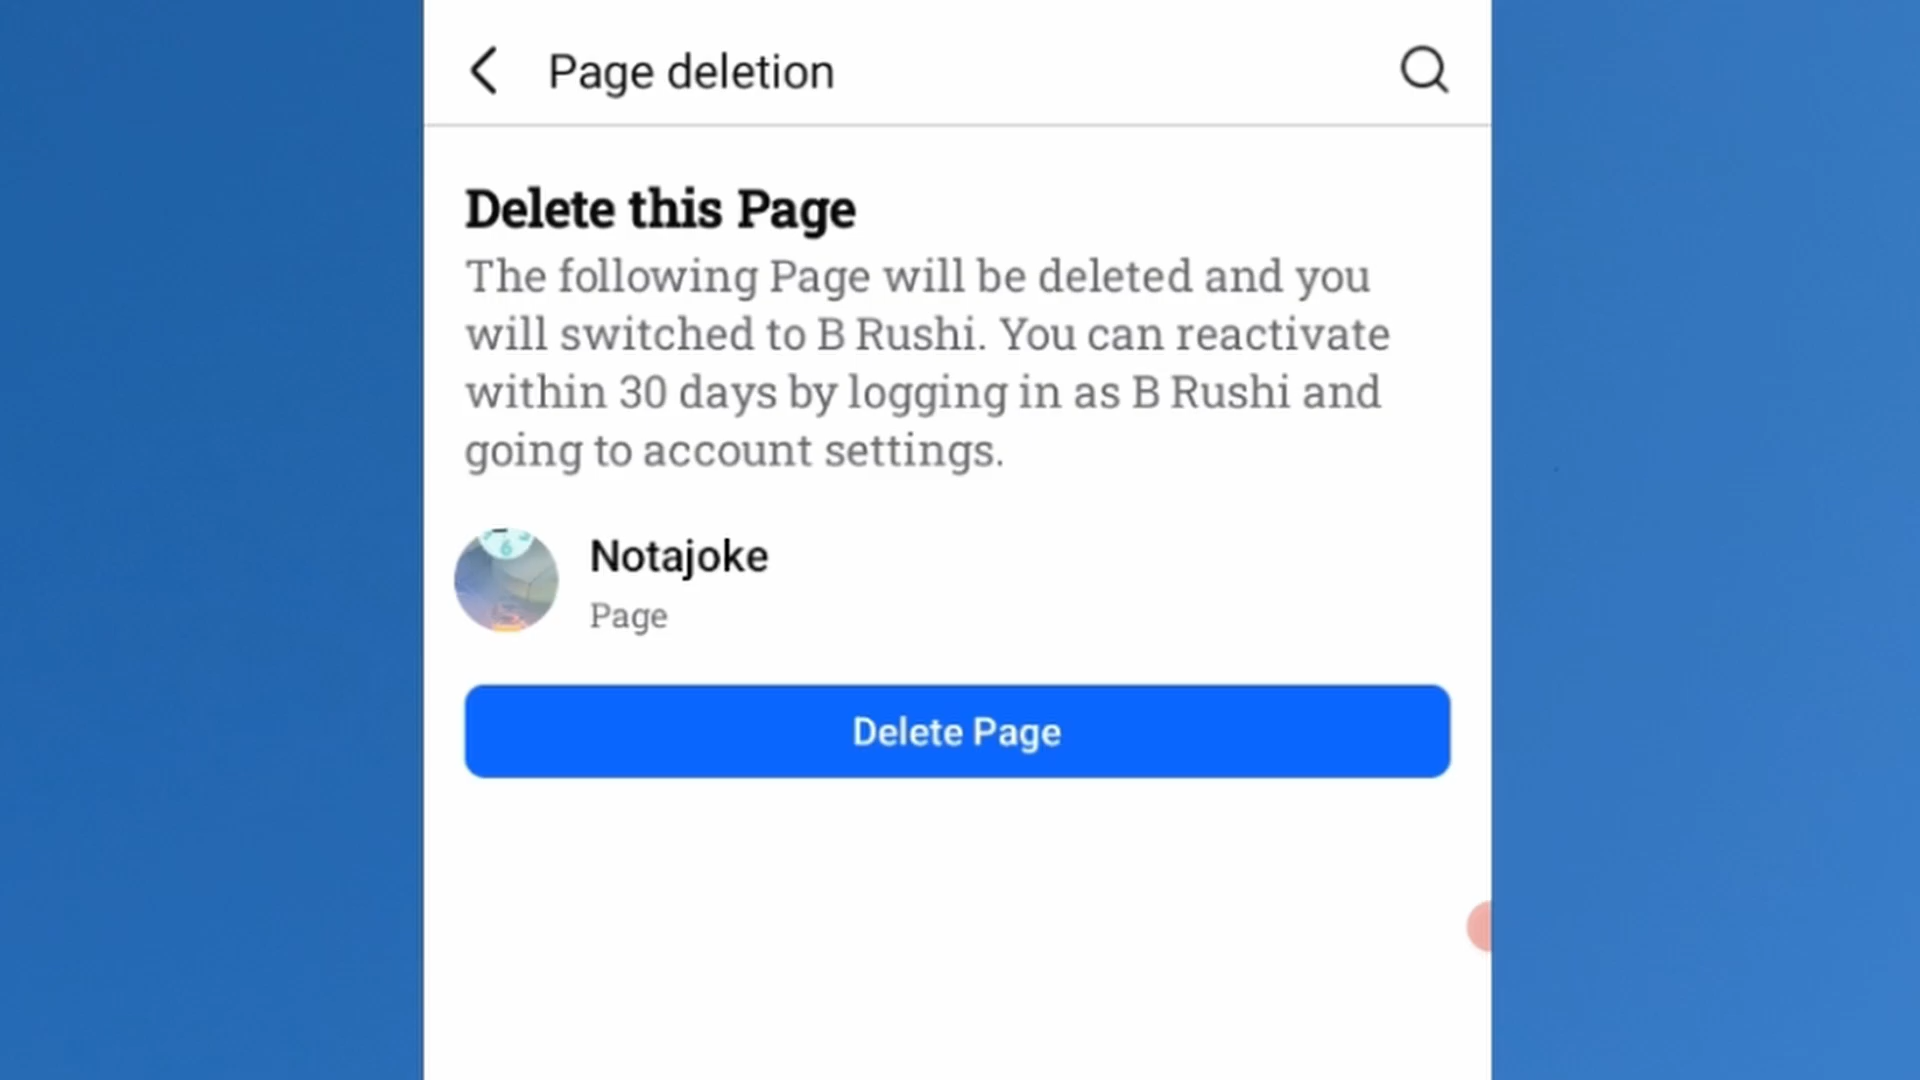 Page deletion
Delete this Page
The following Page will be deleted and you
will switched to B Rushi. You can reactivate
within 30 days by logging in as B Rushi and
going to account settings.
6
Notajoke
Page
Delete Page